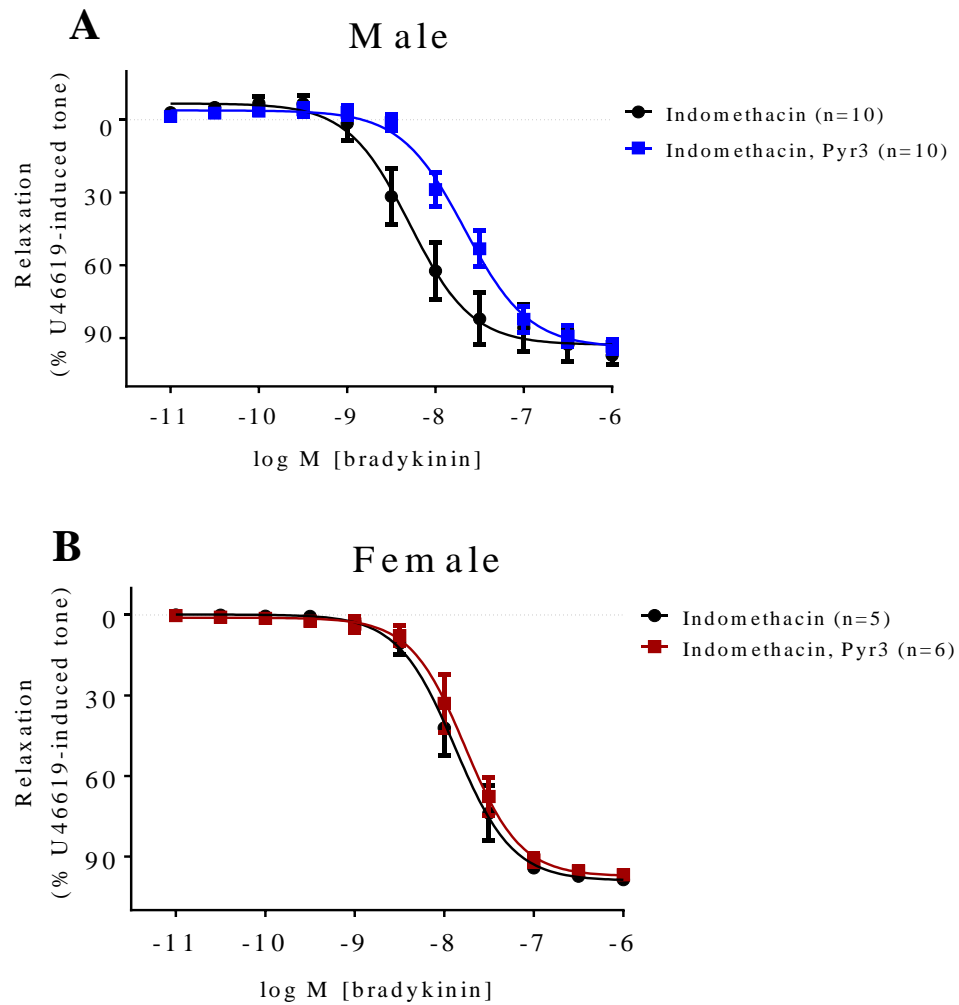 A
Male
Relaxation
(% U46619-induced tone)
0
30
60
90
-11
-10
-9
-8
-7
-6
log M [bradykinin]
Indomethacin (n=10)
Indomethacin, Pyr3 (n=10)
B
Female
Relaxation
(% U46619-induced tone)
0
30
60
90
-11
-10
-9
-8
-7
-6
log M [bradykinin]
Indomethacin (n=5)
Indomethacin, Pyr3 (n=6)